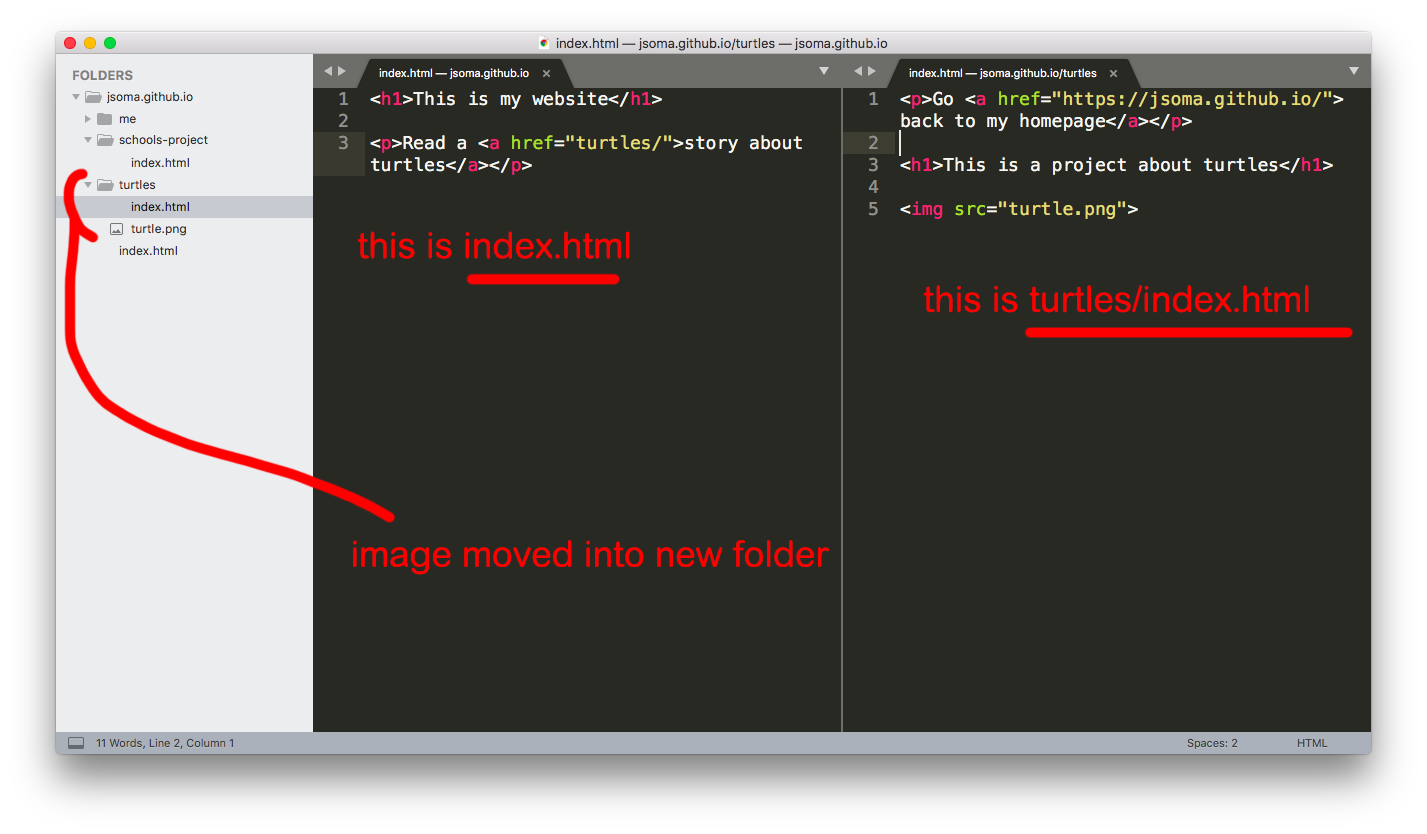 index.html — jsoma.github.io/turtles — jsoma.github.io
FOLDERS
jsoma.github.io
me
schools-project
index.html
turtles
index.html
turtle.png
index.html
index.html — jsoma.github.io ×
1 <h1>This is my website</h1>
2
3 <p>Read a <a href="turtles/">story about
turtles</a></p>
this is index.html
image moved into new folder
index.html — jsoma.github.io/turtles ×
1 <p>Go <a href="https://jsoma.github.io/">
back to my homepage</a></p>
2
3 <h1>This is a project about turtles</h1>
4
5 <img src="turtle.png">
this is turtles/index.html
11 Words, Line 2, Column 1
Spaces: 2
HTML